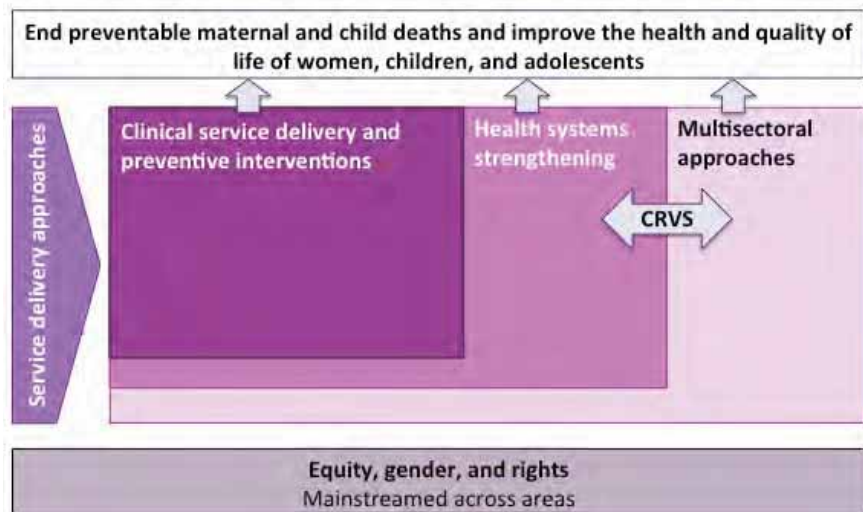 End preventable maternal and child deaths and improve the health and quality of
life of women, children, and adolescents
Service delivery approaches
Clinical service delivery and
preventive interventions
Health systems
strengthening
Multisectoral
approaches
CRVS
Equity, gender, and rights
Mainstreamed across areas